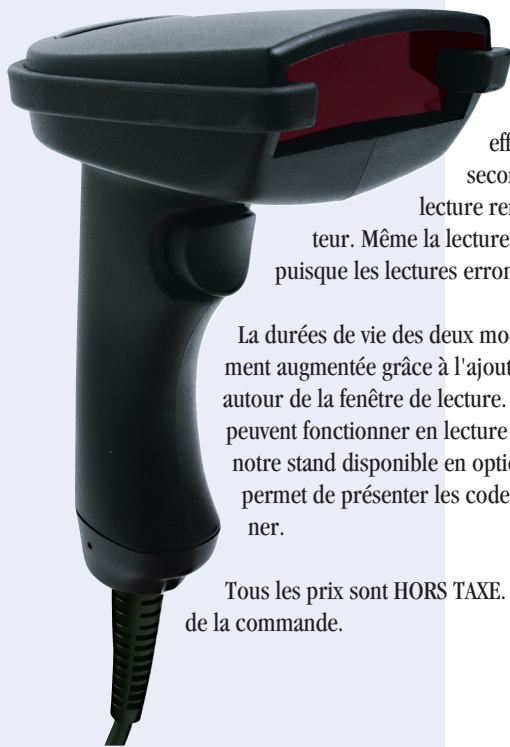 eff
secon
lecture re
teur. Même la lecture
puisque les lectures erron
La durées de vie des deux mo
ment augmentée grâce à l'ajout
autour de la fenêtre de lecture.
peuvent fonctionner en lecture
notre stand disponible en optio
permet de présenter les code
ner.
Tous les prix sont HORS TAXE.
de la commande.